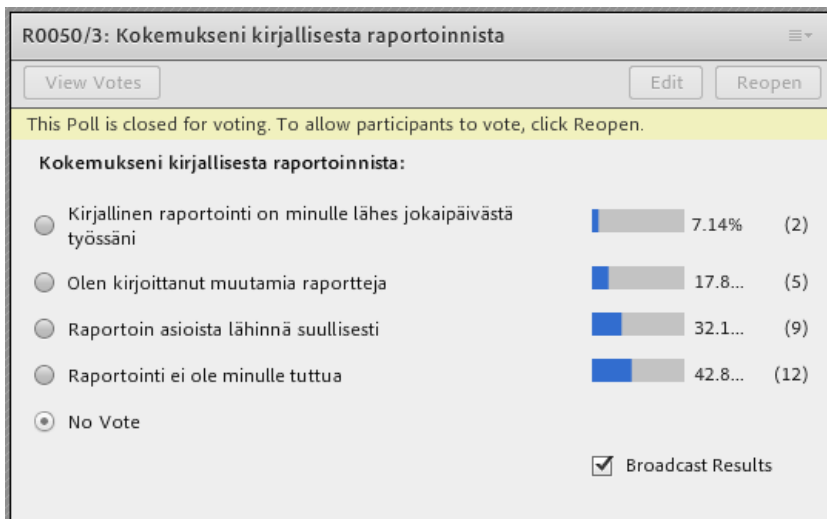 R0050/3: Kokemukseni kirjallisesta raportoinnista
View Votes
Edit
Reopen
This Poll is closed for voting. To allow participants to vote, click Reopen.
Kokemukseni kirjallisesta raportoinnista:
Kirjallinen raportointi on minulle lähes jokaipäivästä
työssäni
7.14% (2)
Olen kirjoittanut muutamia raportteja
17.8... (5)
Raportoin asioista lähinnä suullisesti
32.1... (9)
Raportointi ei ole minulle tuttua
42.8... (12)
No Vote
Broadcast Results